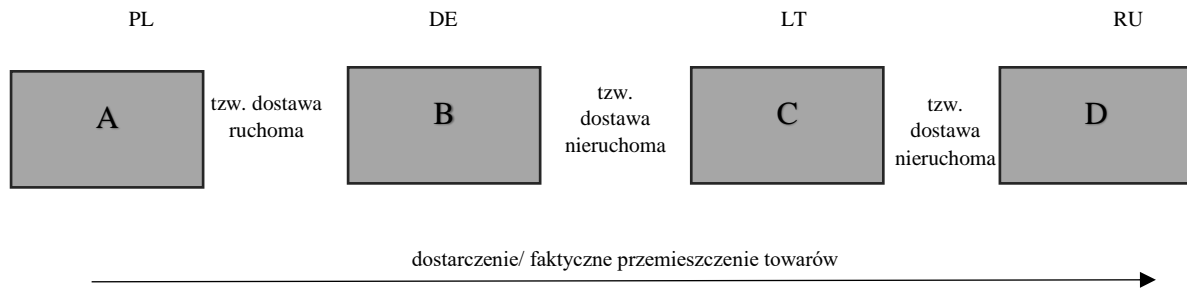 PL DE LT RU
A
tzw. dostawa
ruchoma
B
tzw.
dostawa
nieruchoma
C
tzw.
dostawa
nieruchoma
D
dostarczenie/ faktyczne przemieszczenie towarów